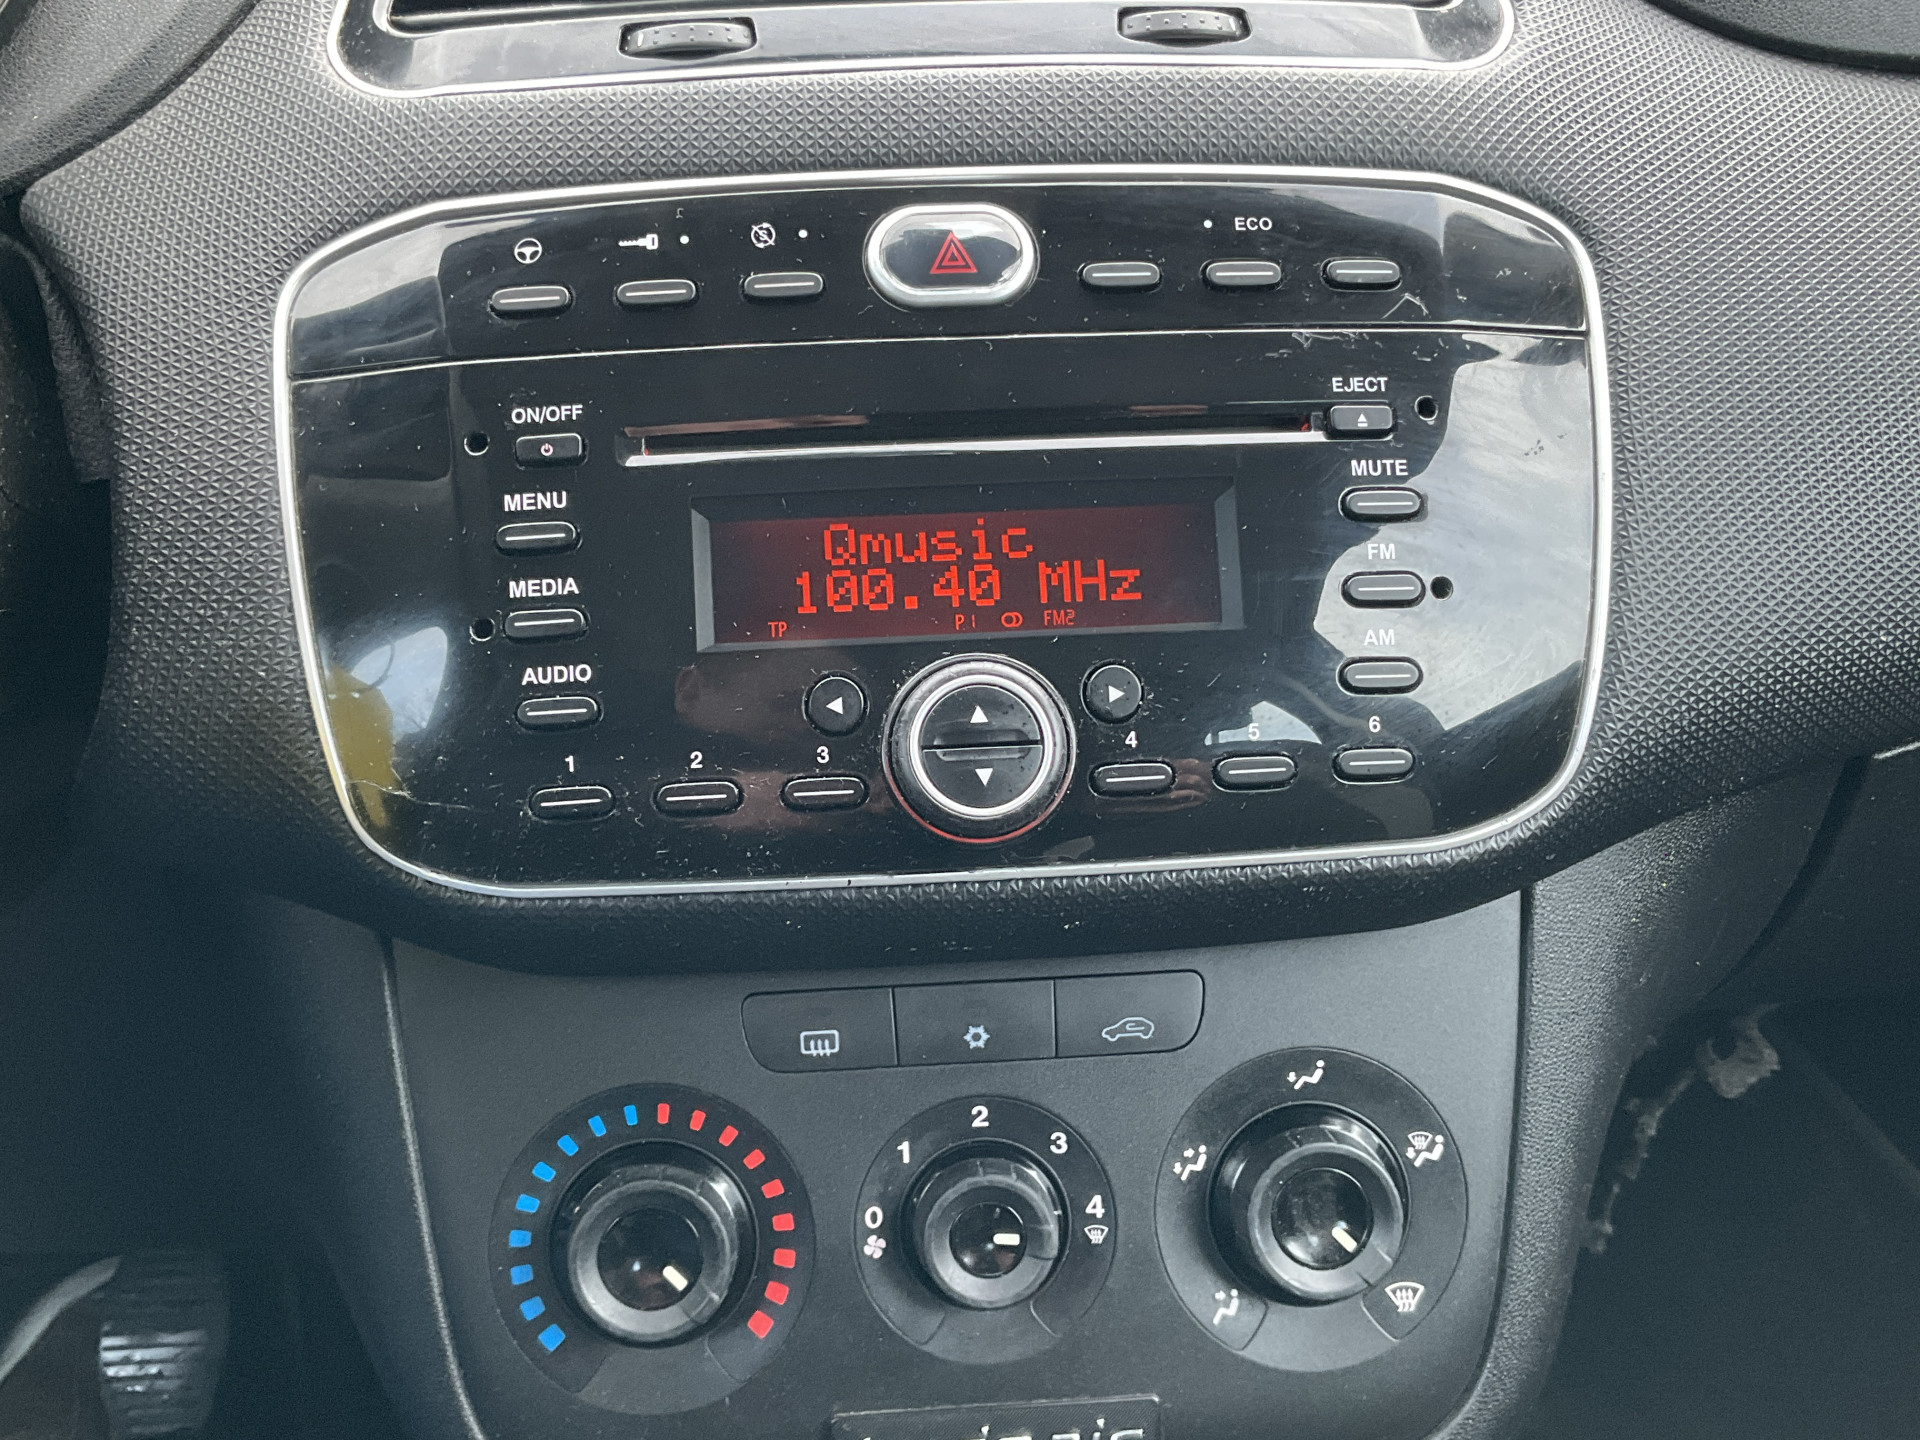 ECO
ON/OFF
EJECT
MENU
MUTE
Qmusic
FM
MEDIA
100.40 MHz
TP P1 FM2
AM
AUDIO
1 2 3 4 5 6
2
1 3
0 4